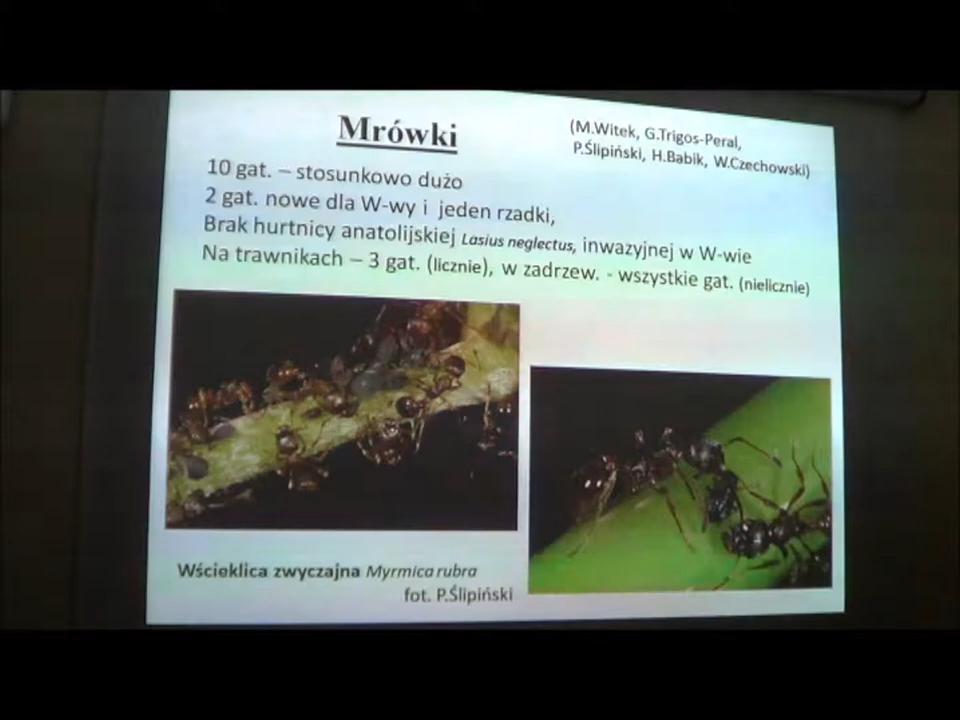 Mrówki
(M.Witek, G.Trigos-Peral,
P.Ślipiński, H.Babik, W.Czechowski)
10 gat. – stosunkowo dużo
2 gat. nowe dla W-wy i jeden rzadki,
Brak hurtnicy anatolijskiej Lasius neglectus, inwazyjnej w W-wie
Na trawnikach – 3 gat. (licznie), w zadrzew. - wszystkie gat. (nielicznie)
Wścieklica zwyczajna Myrmica rubra
fot. P.Ślipiński